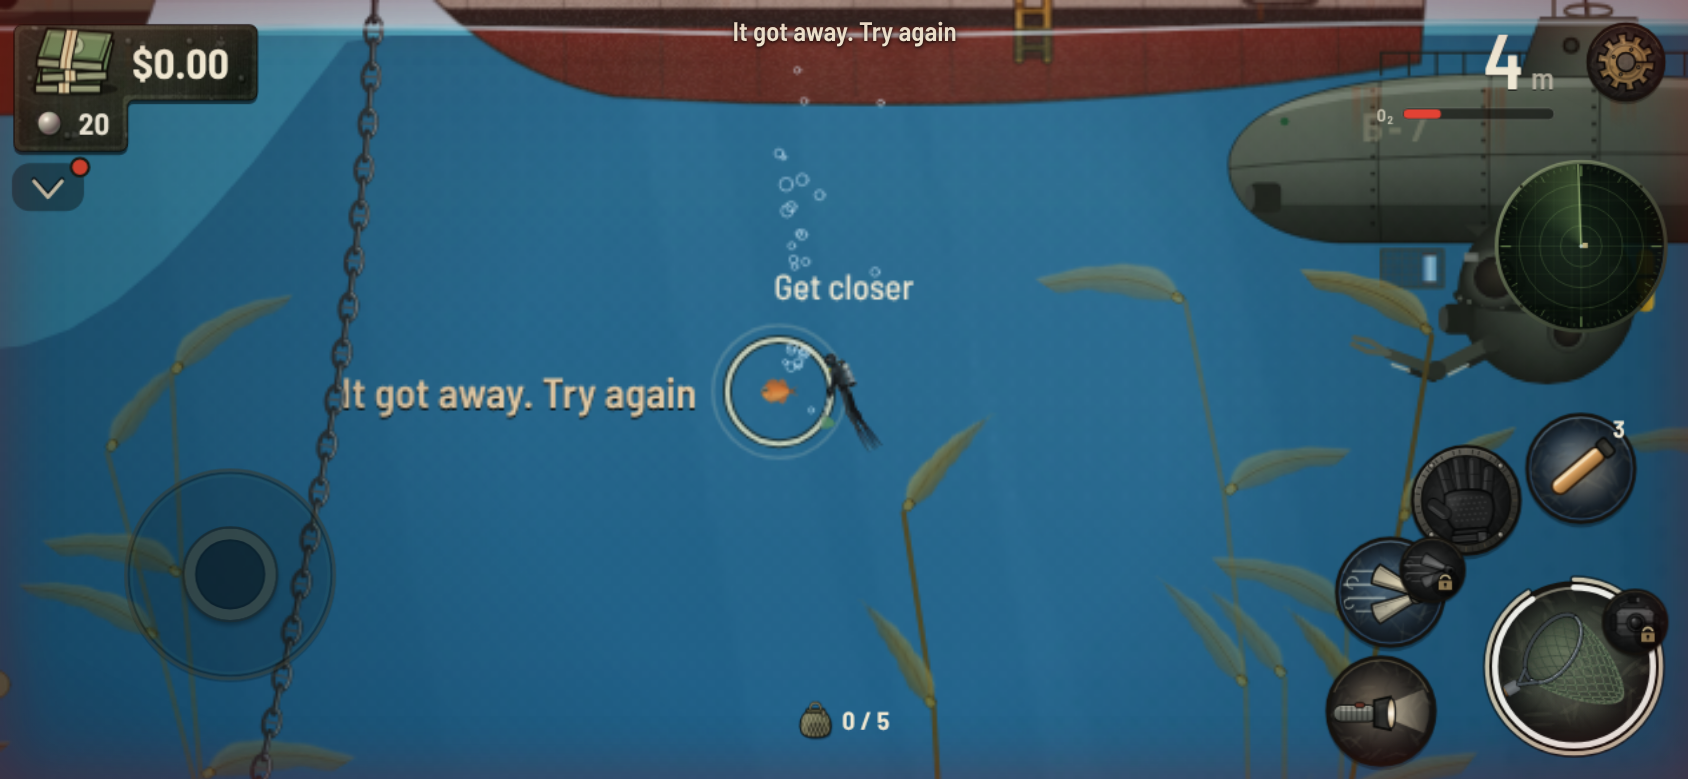 It got away. Try again
$0.00
20
4 m
O₂
B-7
Get closer
It got away. Try again
3
0 / 5